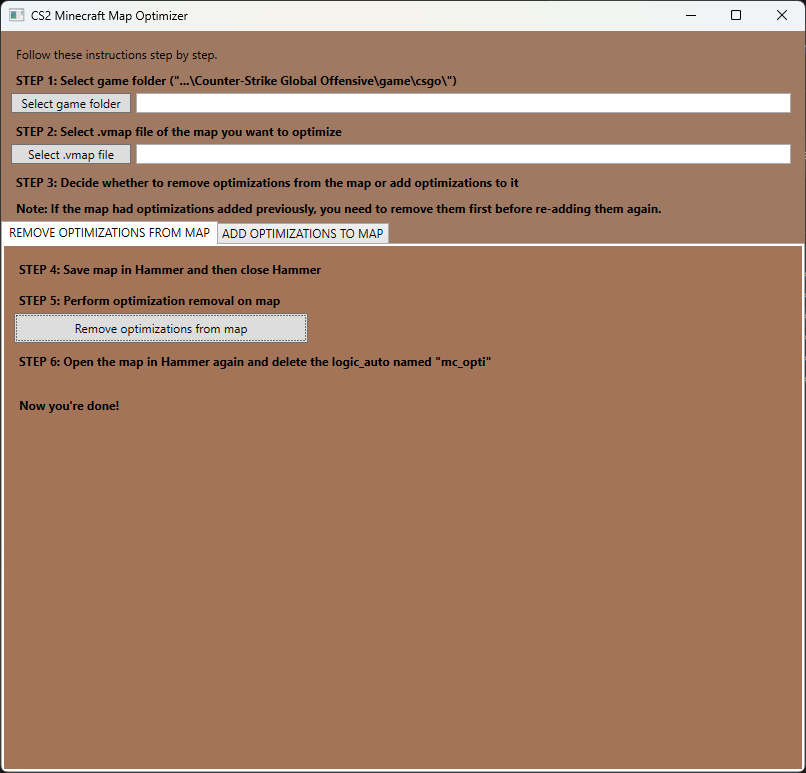 CS2 Minecraft Map Optimizer
Follow these instructions step by step.
STEP 1: Select game folder ("...\Counter-Strike Global Offensive\game\csgo\")
Select game folder
STEP 2: Select .vmap file of the map you want to optimize
Select .vmap file
STEP 3: Decide whether to remove optimizations from the map or add optimizations to it
Note: If the map had optimizations added previously, you need to remove them first before re-adding them again.
REMOVE OPTIMIZATIONS FROM MAP ADD OPTIMIZATIONS TO MAP
STEP 4: Save map in Hammer and then close Hammer
STEP 5: Perform optimization removal on map
Remove optimizations from map
STEP 6: Open the map in Hammer again and delete the logic_auto named "mc_opti"
Now you're done!